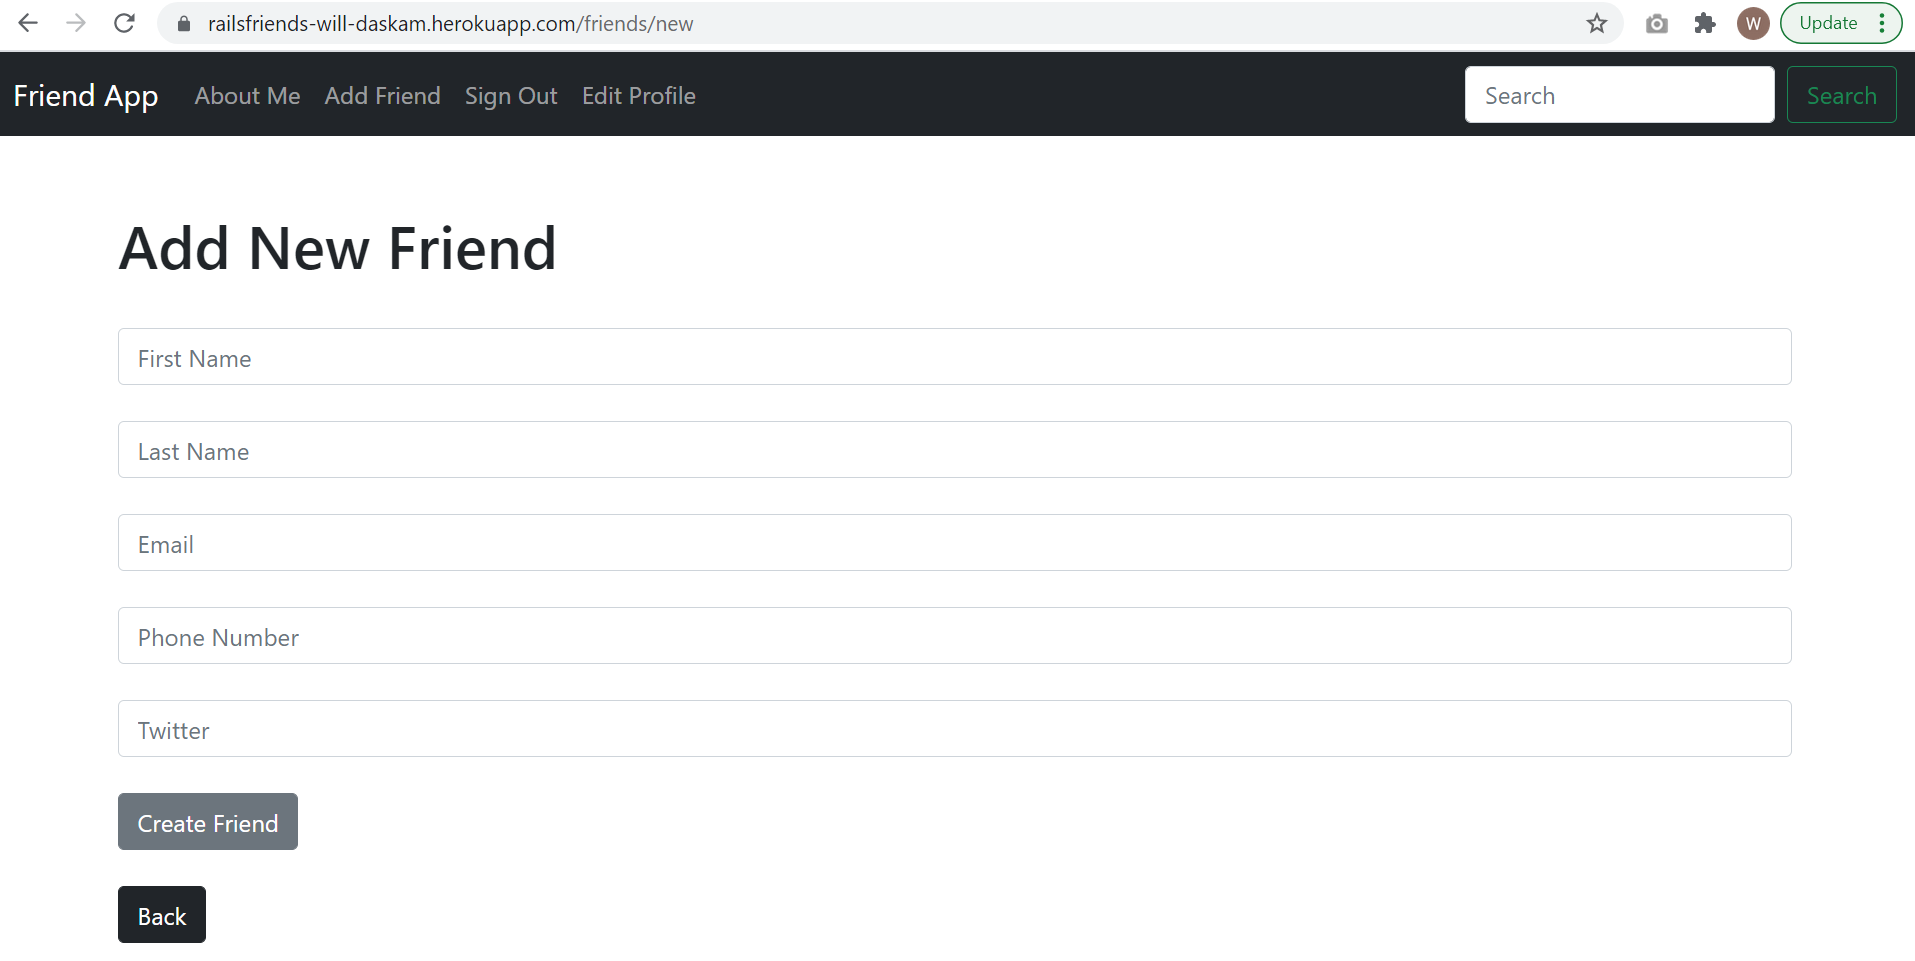 railsfriends-will-daskam.herokuapp.com/friends/new W Update
Friend App About Me Add Friend Sign Out Edit Profile Search Search
Add New Friend
First Name
Last Name
Email
Phone Number
Twitter
Create Friend
Back